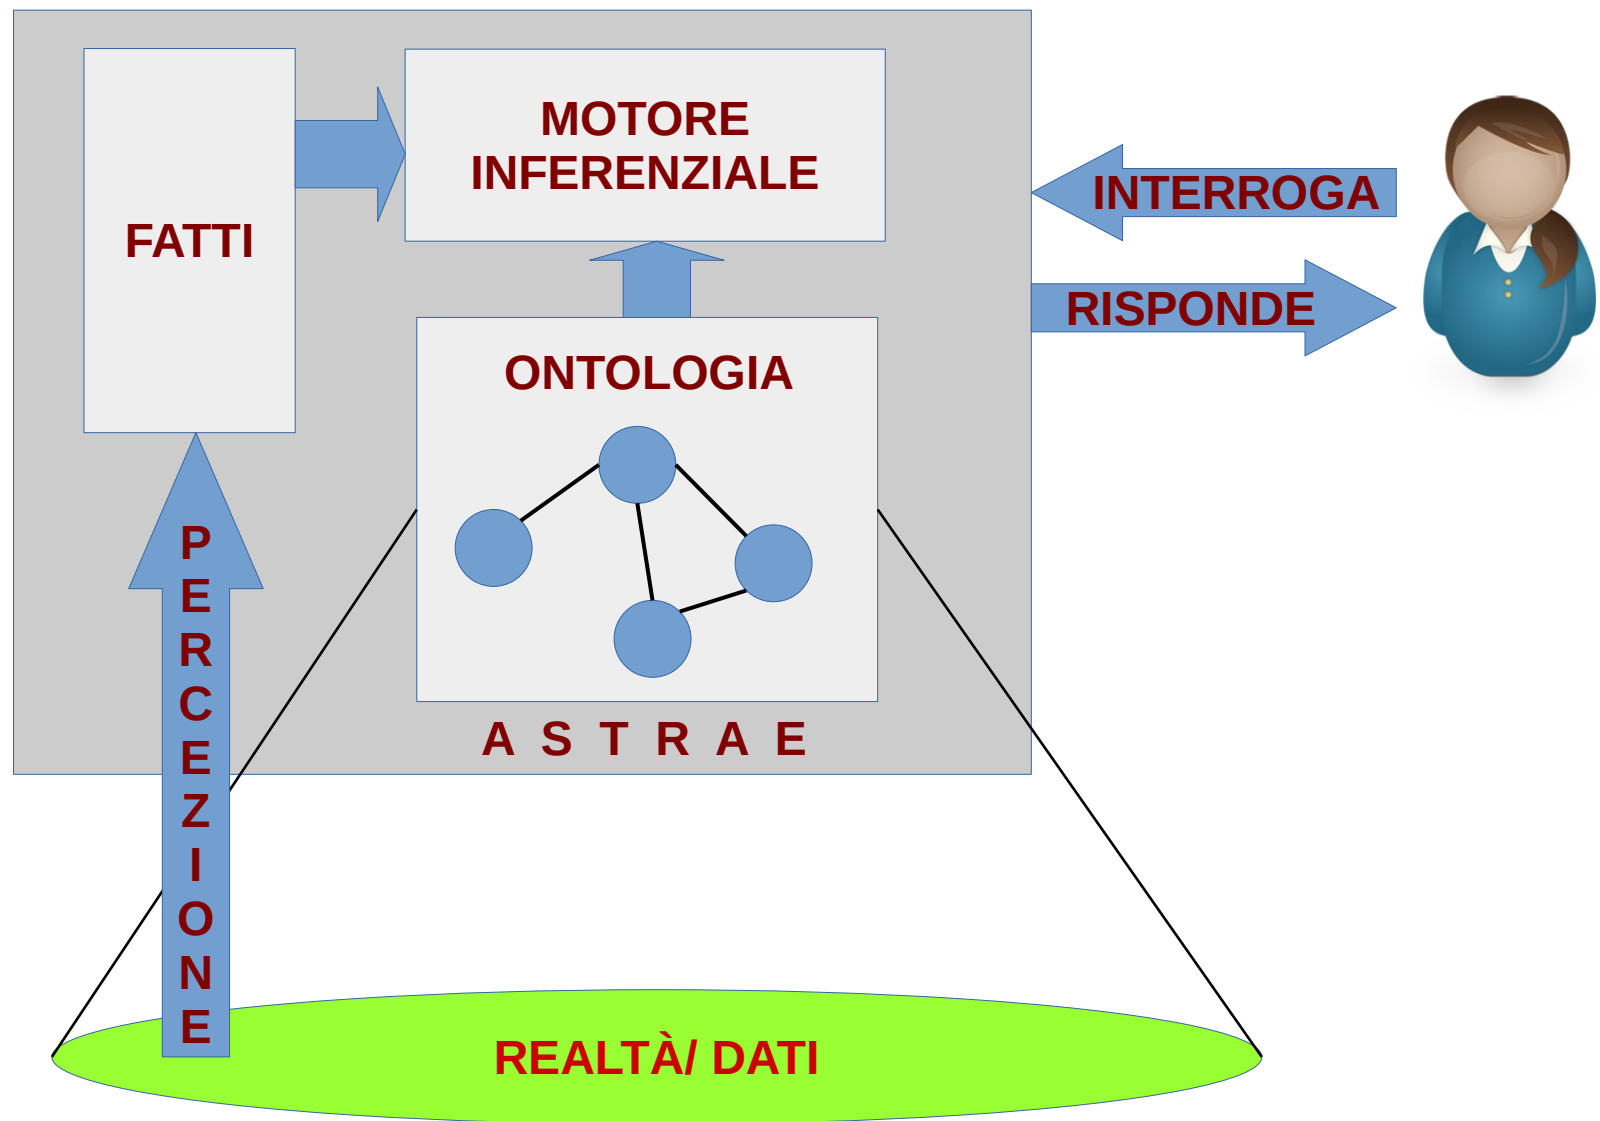 FATTI
MOTORE
INFERENZIALE
INTERROGA
RISPONDE
ONTOLOGIA
A S T R A E
P
E
R
C
E
Z
I
O
N
E
REALTÀ/ DATI